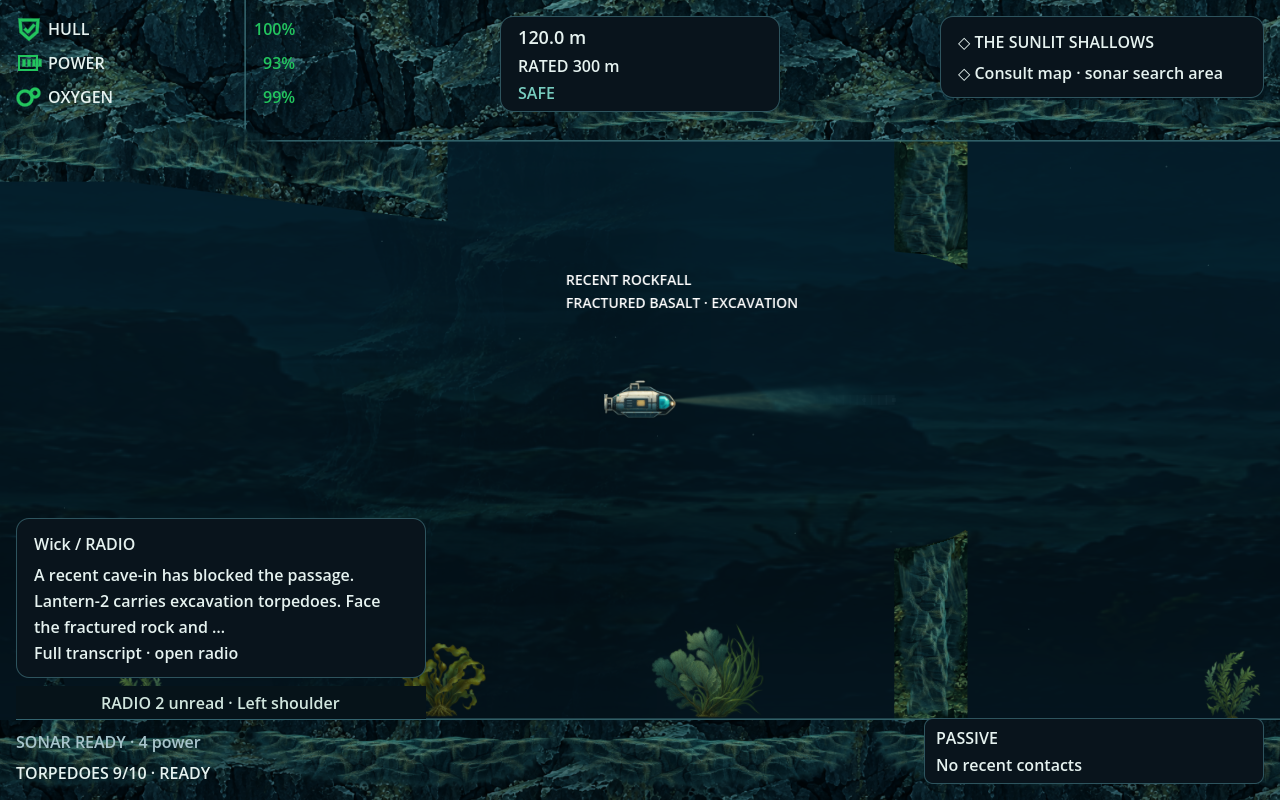 HULL 100%
POWER 93%
OXYGEN 99%
120.0 m
RATED 300 m
SAFE
◇ THE SUNLIT SHALLOWS
◇ Consult map · sonar search area
RECENT ROCKFALL
FRACTURED BASALT · EXCAVATION
Wick / RADIO
A recent cave-in has blocked the passage.
Lantern-2 carries excavation torpedoes. Face
the fractured rock and ...
Full transcript · open radio
RADIO 2 unread · Left shoulder
SONAR READY · 4 power
TORPEDOES 9/10 · READY
PASSIVE
No recent contacts